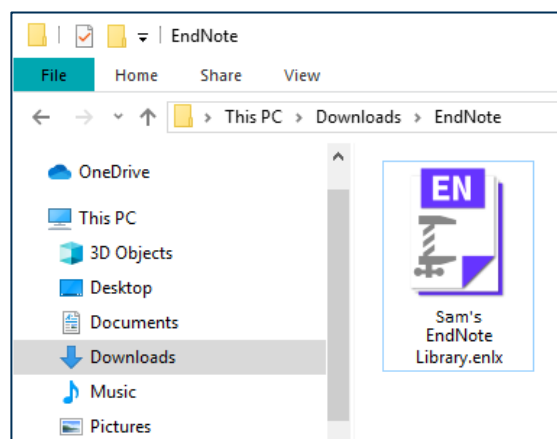 EndNote
File Home Share View
This PC > Downloads > EndNote
OneDrive
This PC
3D Objects
Desktop
Documents
Downloads
Music
Pictures
EN
Sam's
EndNote
Library.enlx